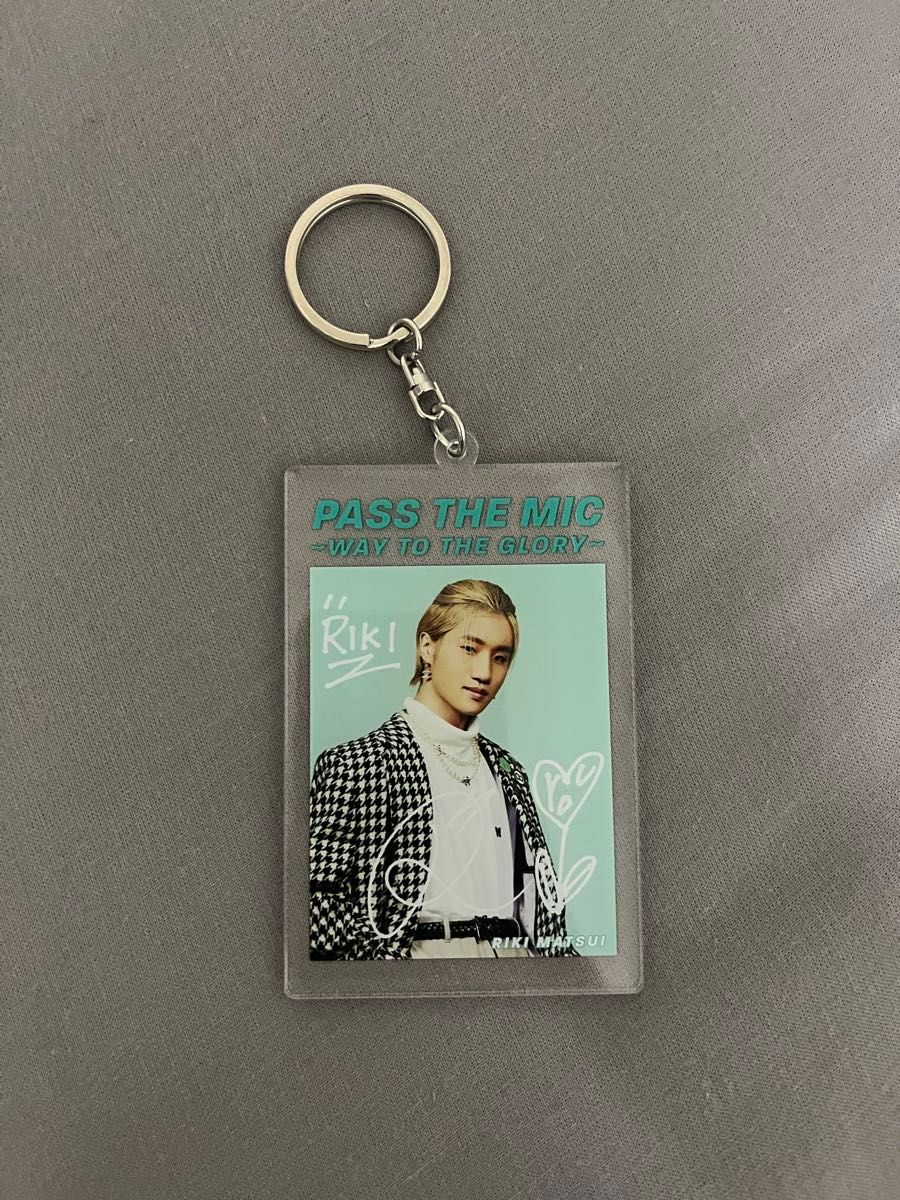 PASS THE MIC
~WAY TO THE GLORY~
RIKI
RIKI MATSUI